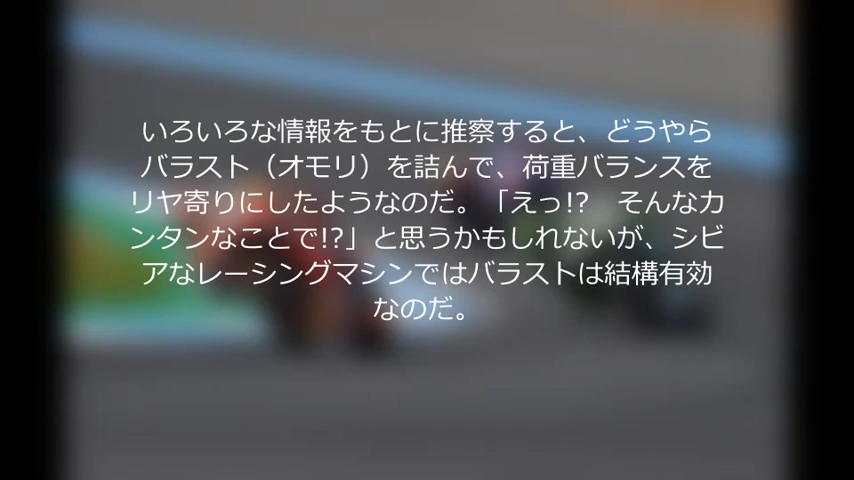 いろいろな情報をもとに推察すると、どうやら
バラスト（オモリ）を詰んで、荷重バランスを
リヤ寄りにしたようなのだ。「えっ!?　そんなカ
ンタンなことで!?」と思うかもしれないが、シビ
アなレーシングマシンではバラストは結構有効
なのだ。